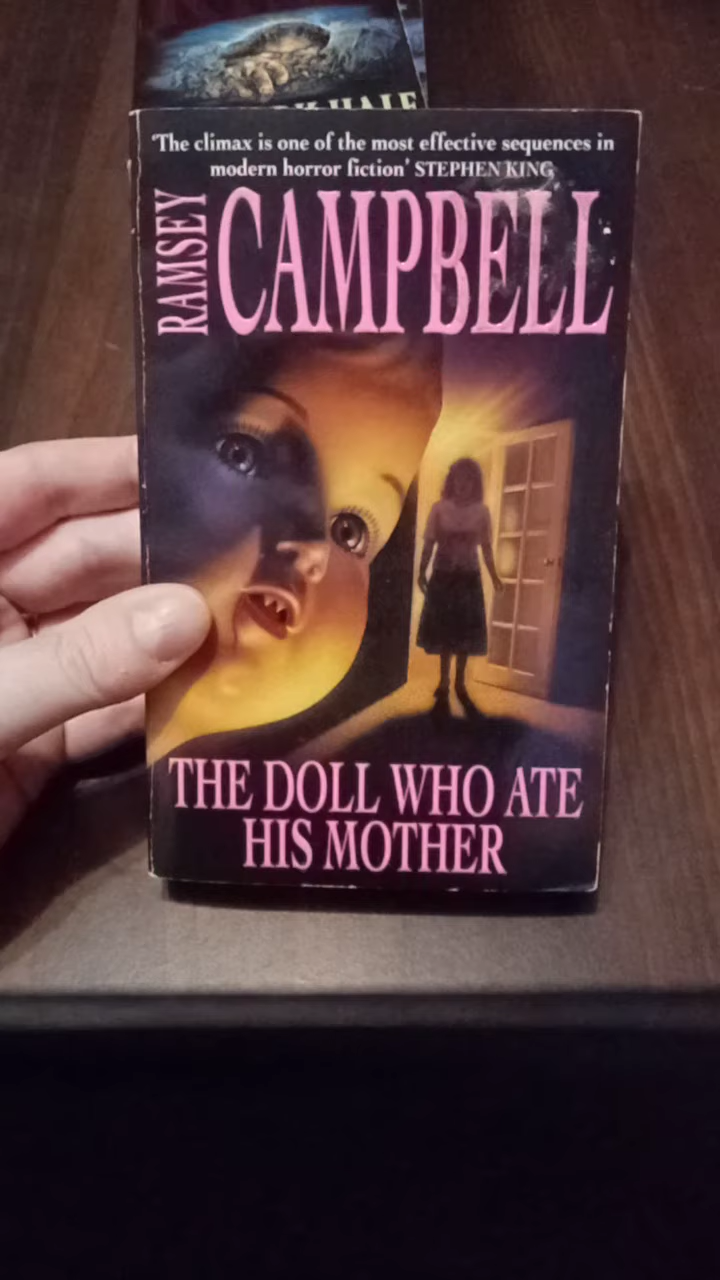 HALF
'The climax is one of the most effective sequences in
modern horror fiction' STEPHEN KING
RAMSEY
CAMPBELL
THE DOLL WHO ATE
HIS MOTHER